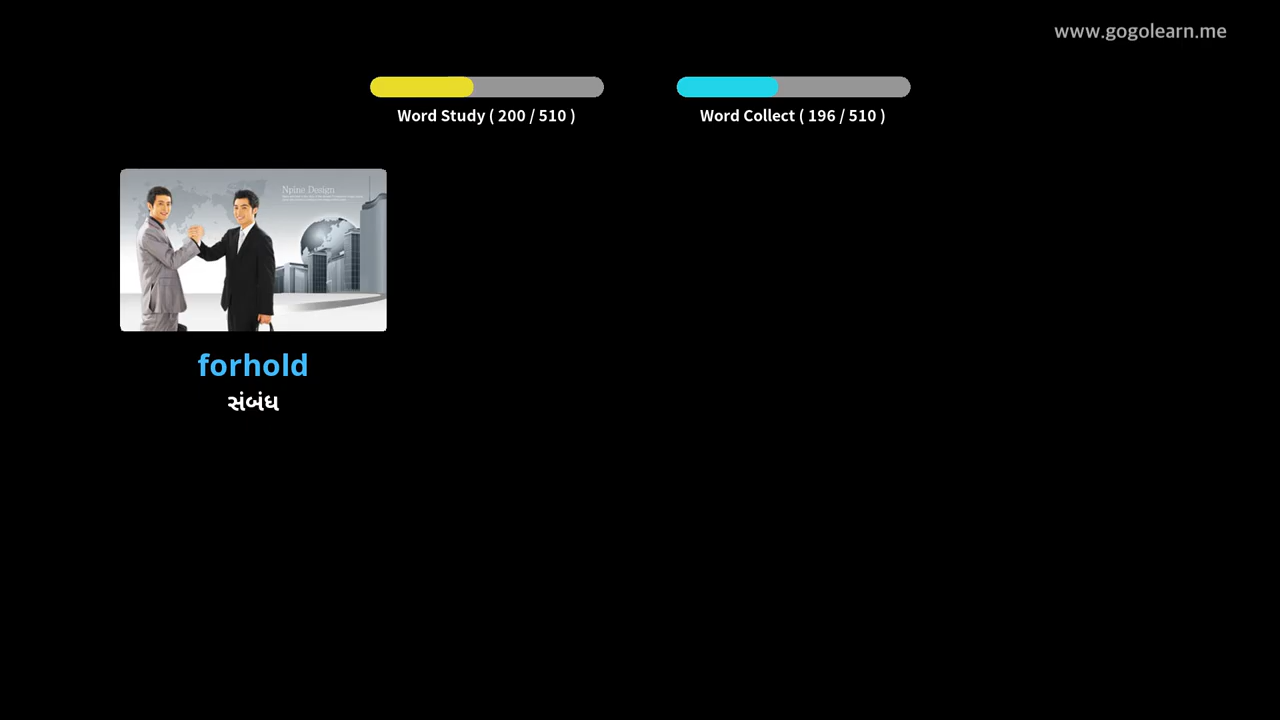 www.gogolearn.me
Word Study ( 200 / 510 )
Word Collect ( 196 / 510 )
Npine Design
forhold
સંબંધ